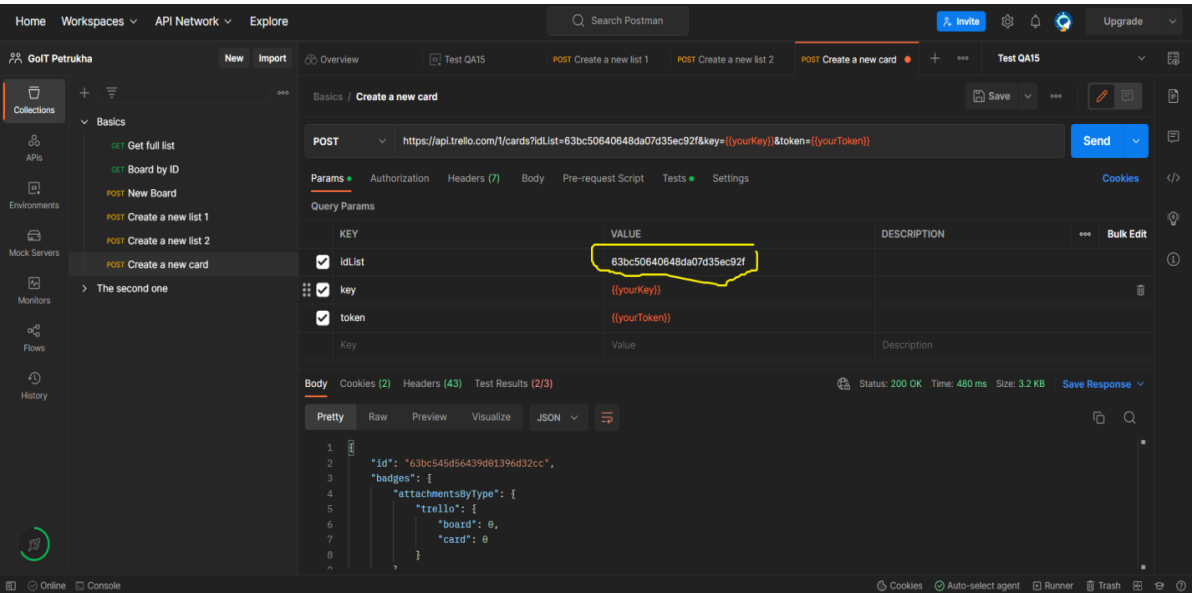 Home Workspaces API Network Explore Search Postman Invite Upgrade
GoIT Petrukha New Import Overview Test QA15 POST Create a new list 1 POST Create a new list 2 POST Create a new card Test QA15
Collections
APIs
Environments
Mock Servers
Monitors
Flows
History
Basics
GET Get full list
GET Board by ID
POST New Board
POST Create a new list 1
POST Create a new list 2
POST Create a new card
The second one
Basics / Create a new card Save
POST https://api.trello.com/1/cards?idList=63bc50640648da07d35ec92f&key={{yourKey}}&token={{yourToken}} Send
Params Authorization Headers (7) Body Pre-request Script Tests Settings Cookies
Query Params
KEY VALUE DESCRIPTION Bulk Edit
idList 63bc50640648da07d35ec92f
key {{yourKey}}
token {{yourToken}}
Key Value Description
Body Cookies (2) Headers (43) Test Results (2/3) Status: 200 OK Time: 480 ms Size: 3.2 KB Save Response
Pretty Raw Preview Visualize JSON
1 {
2 "id": "63bc545d56439d01396d32cc",
3 "badges": {
4 "attachmentsByType": {
5 "trello": {
6 "board": 0,
7 "card": 0
8 }
Online Console Cookies Auto-select agent Runner Trash